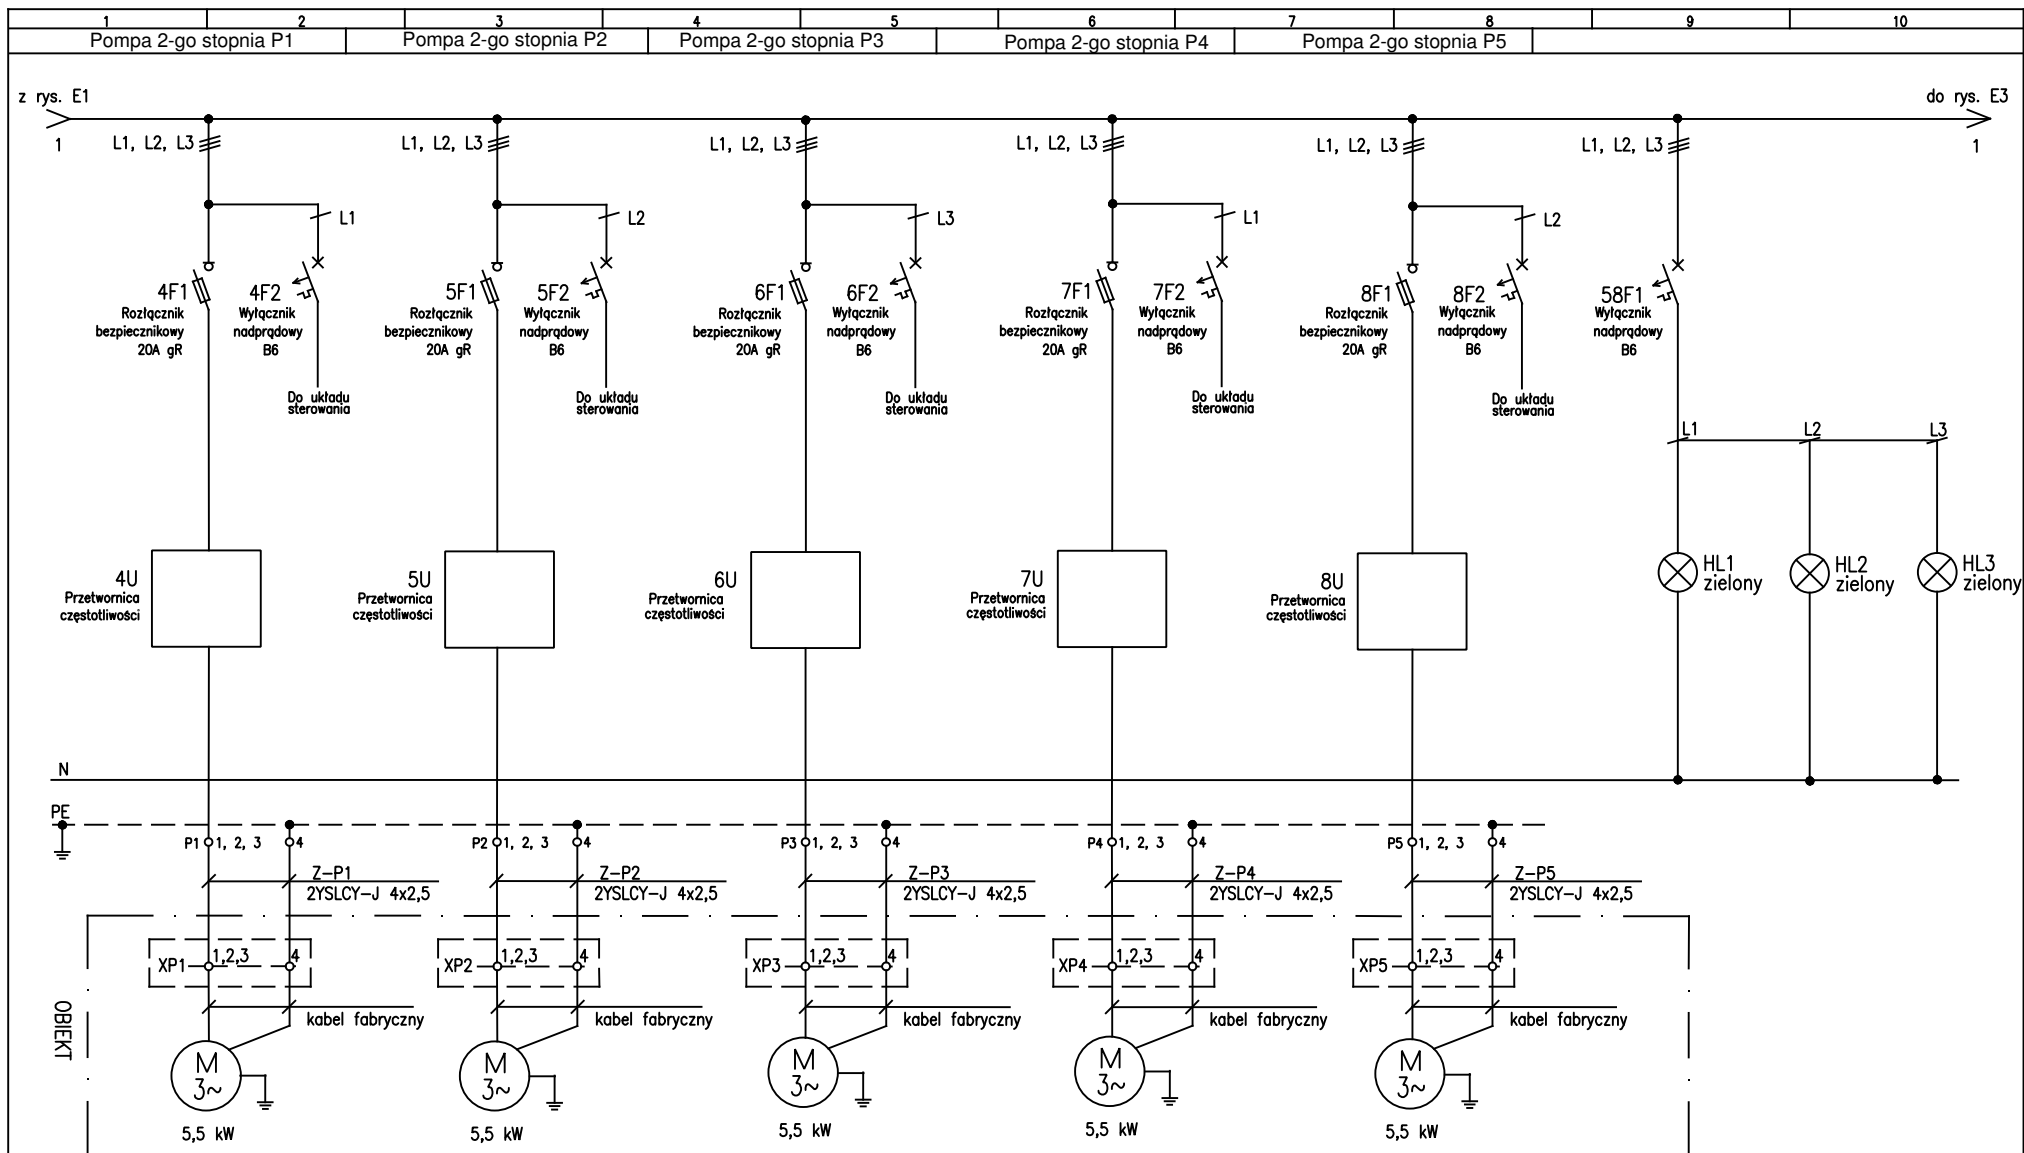 1 2 3 4 5 6 7 8 9 10
Pompa 2-go stopnia P1 Pompa 2-go stopnia P2 Pompa 2-go stopnia P3 Pompa 2-go stopnia P4 Pompa 2-go stopnia P5
z rys. E1 do rys. E3
1 L1, L2, L3 L1, L2, L3 L1, L2, L3 L1, L2, L3 L1, L2, L3 L1, L2, L3 1
L1 L2 L3 L1 L2
4F1 4F2 5F1 5F2 6F1 6F2 7F1 7F2 8F1 8F2 58F1
Rozłącznik Wyłącznik Rozłącznik Wyłącznik Rozłącznik Wyłącznik Rozłącznik Wyłącznik Rozłącznik Wyłącznik Wyłącznik
bezpiecznikowy nadprądowy bezpiecznikowy nadprądowy bezpiecznikowy nadprądowy bezpiecznikowy nadprądowy bezpiecznikowy nadprądowy nadprądowy
20A gR B6 20A gR B6 20A gR B6 20A gR B6 20A gR B6 B6
Do układu Do układu Do układu Do układu Do układu
sterowania sterowania sterowania sterowania sterowania
L1 L2 L3
4U 5U 6U 7U 8U HL1 HL2 HL3
Przetwornica Przetwornica Przetwornica Przetwornica Przetwornica zielony zielony zielony
częstotliwości częstotliwości częstotliwości częstotliwości częstotliwości
N
PE
P1 1, 2, 3 4 P2 1, 2, 3 4 P3 1, 2, 3 4 P4 1, 2, 3 4 P5 1, 2, 3 4
Z-P1 Z-P2 Z-P3 Z-P4 Z-P5
2YSLCY-J 4x2,5 2YSLCY-J 4x2,5 2YSLCY-J 4x2,5 2YSLCY-J 4x2,5 2YSLCY-J 4x2,5
XP1 1,2,3 4 XP2 1,2,3 4 XP3 1,2,3 4 XP4 1,2,3 4 XP5 1,2,3 4
OBIEKT
kabel fabryczny kabel fabryczny kabel fabryczny kabel fabryczny kabel fabryczny
M M M M M
3~ 3~ 3~ 3~ 3~
5,5 kW 5,5 kW 5,5 kW 5,5 kW 5,5 kW